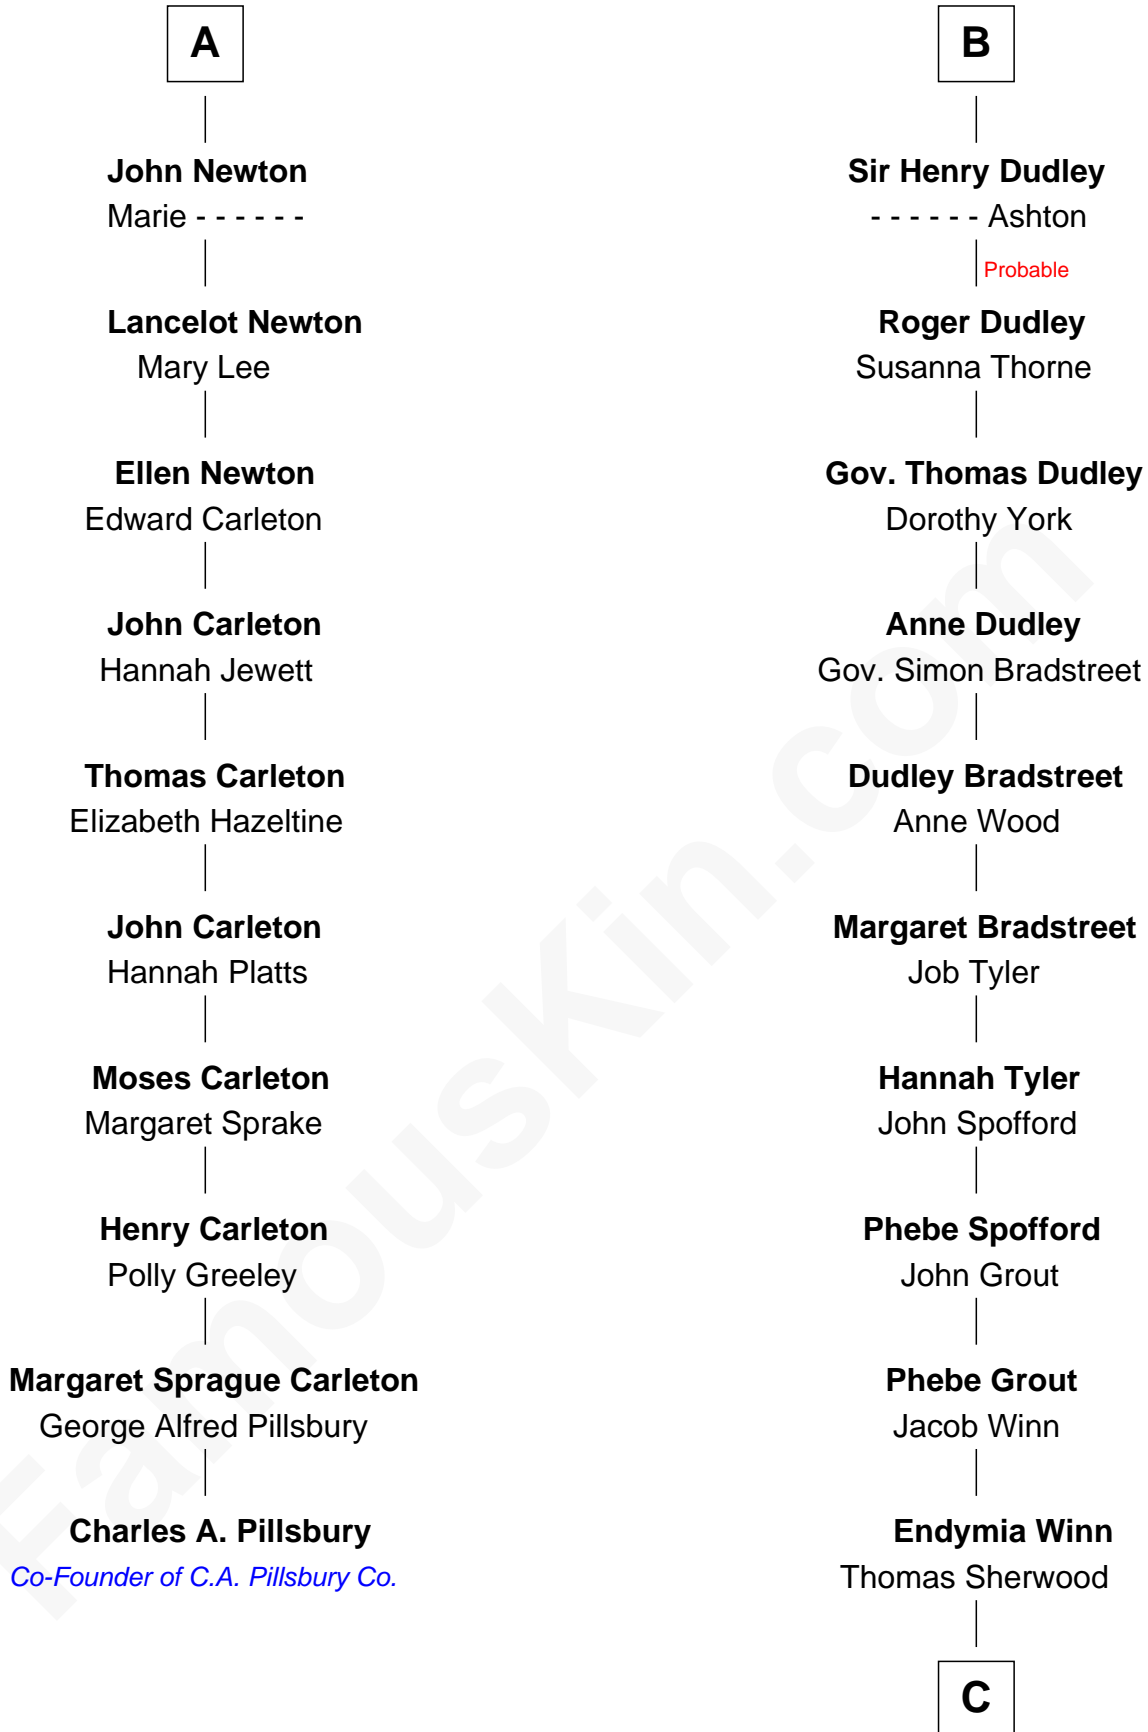 A
John Newton
Marie - - - - - -
Lancelot Newton
Mary Lee
Ellen Newton
Edward Carleton
John Carleton
Hannah Jewett
Thomas Carleton
Elizabeth Hazeltine
John Carleton
Hannah Platts
Moses Carleton
Margaret Sprake
Henry Carleton
Polly Greeley
Margaret Sprague Carleton
George Alfred Pillsbury
Charles A. Pillsbury
Co-Founder of C.A. Pillsbury Co.
B
Sir Henry Dudley
- - - - - - Ashton
Probable
Roger Dudley
Susanna Thorne
Gov. Thomas Dudley
Dorothy York
Anne Dudley
Gov. Simon Bradstreet
Dudley Bradstreet
Anne Wood
Margaret Bradstreet
Job Tyler
Hannah Tyler
John Spofford
Phebe Spofford
John Grout
Phebe Grout
Jacob Winn
Endymia Winn
Thomas Sherwood
C
FamousKin.com